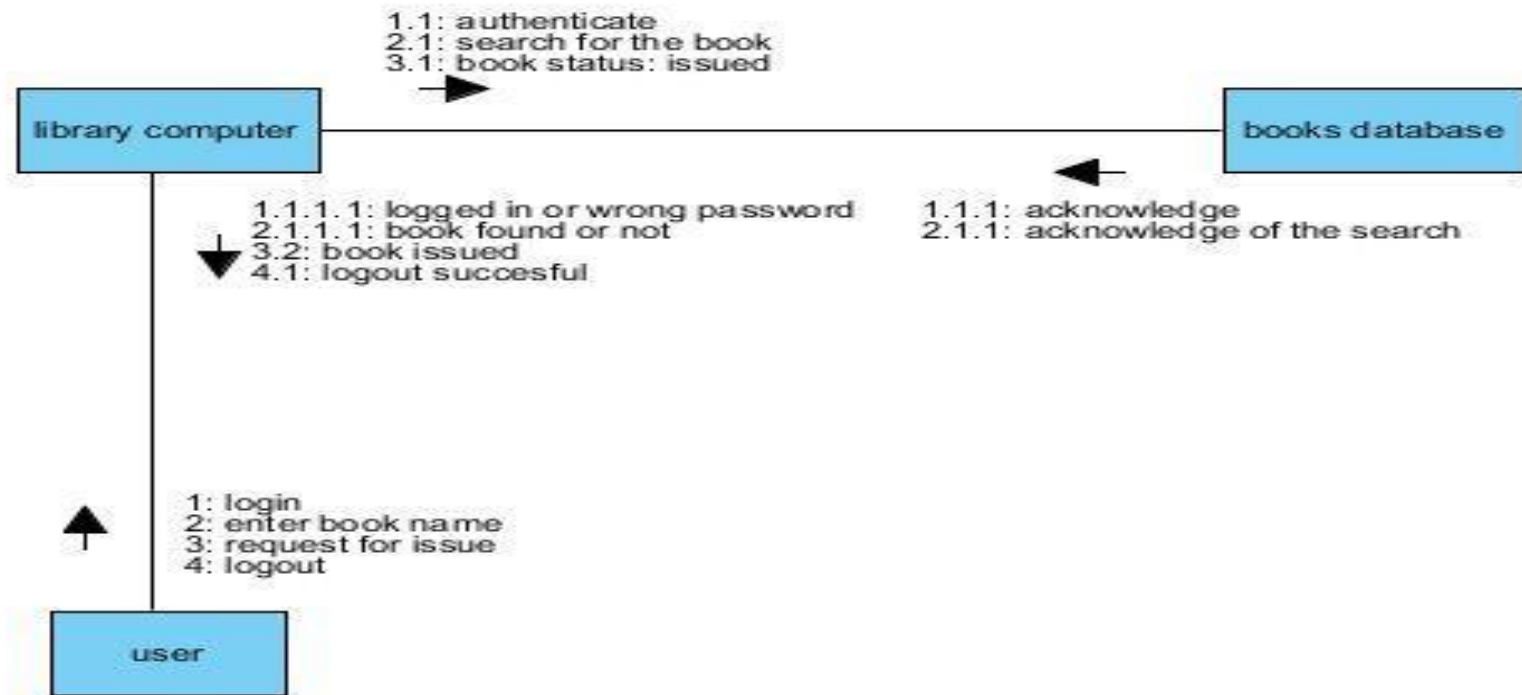 1.1: authenticate
2.1: search for the book
3.1: book status: issued
library computer
books database
1.1.1.1: logged in or wrong password
2.1.1.1: book found or not
3.2: book issued
4.1: logout succesful
1.1.1: acknowledge
2.1.1: acknowledge of the search
1: login
2: enter book name
3: request for issue
4: logout
user